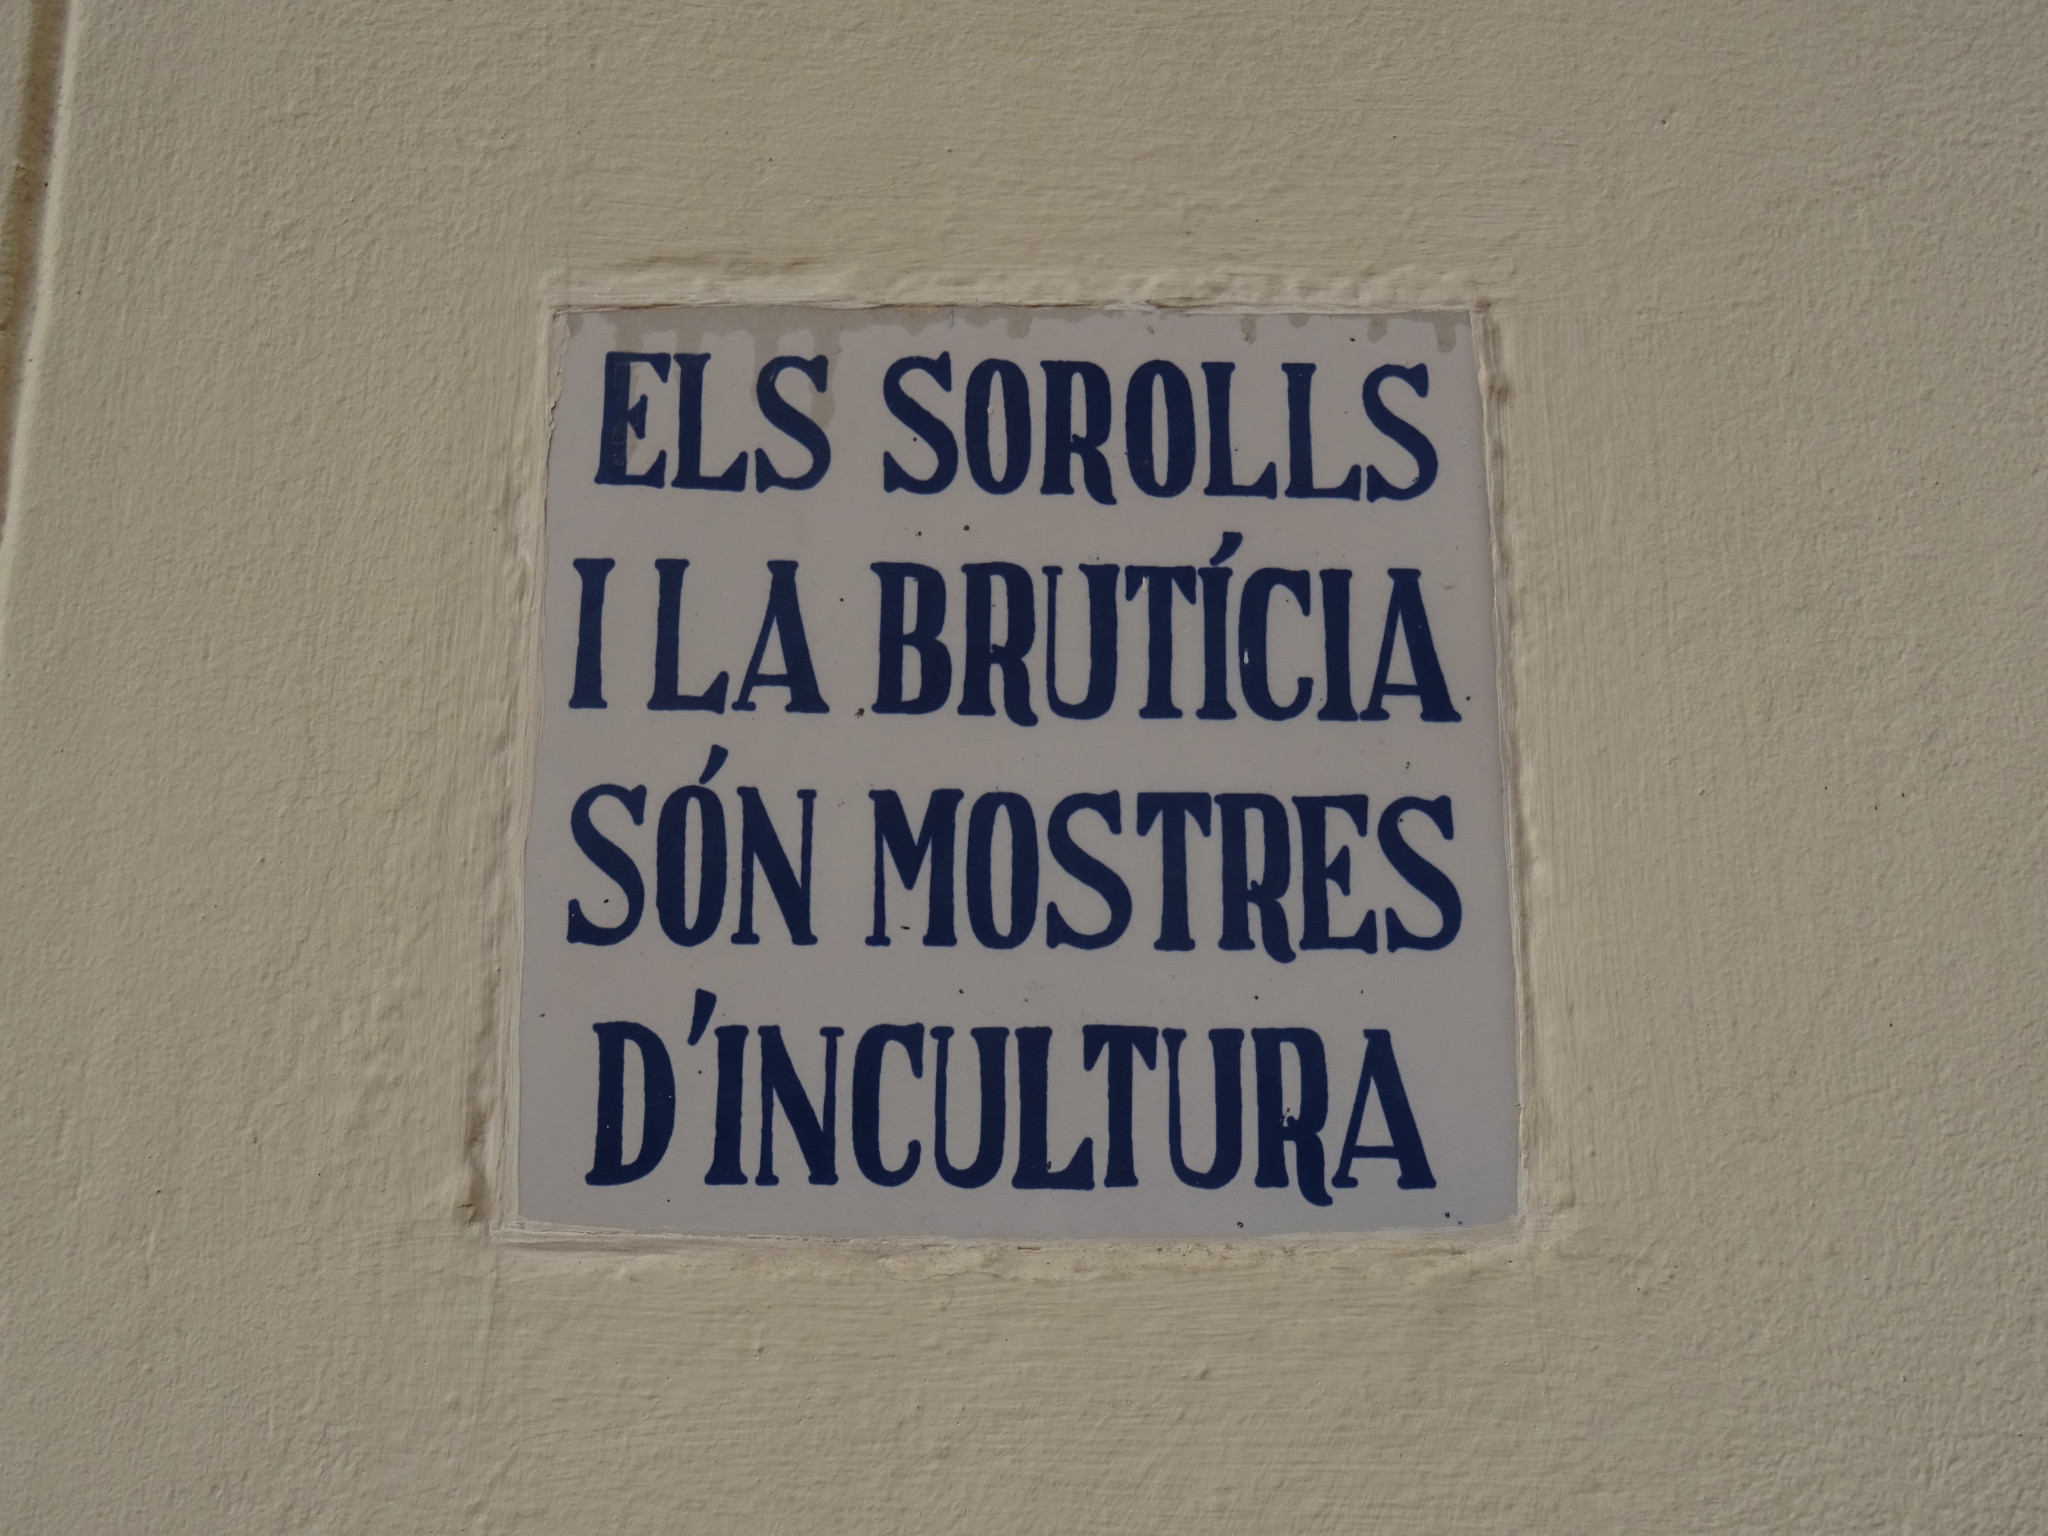 ELS SOROLLS
I LA BRUTÍCIA
SÓN MOSTRES
D'INCULTURA